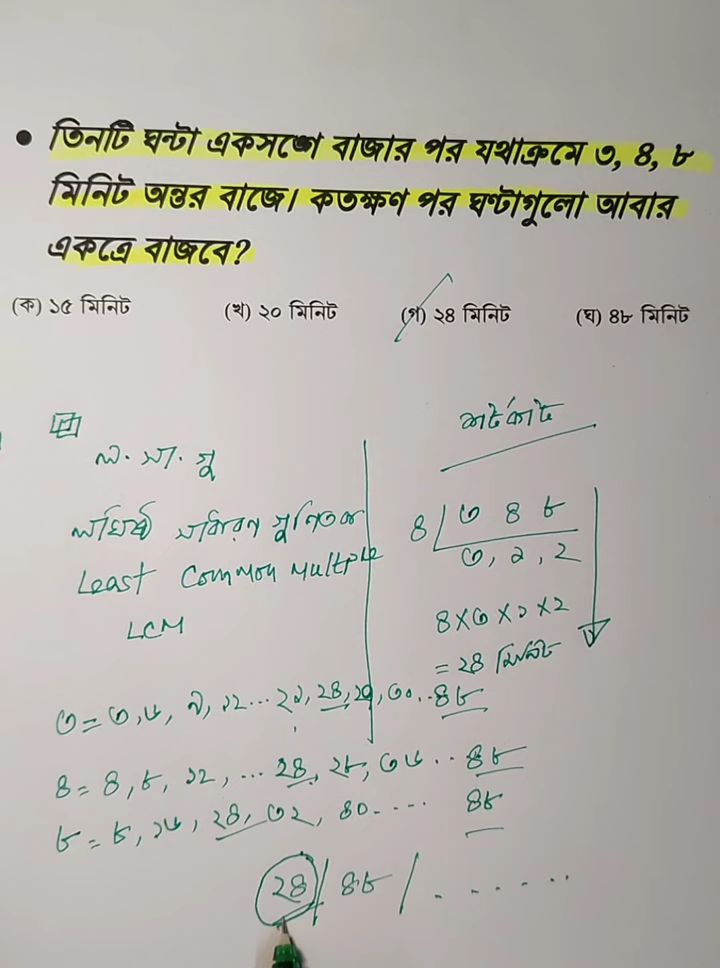 • তিনটি ঘন্টা একসঙ্গে বাজার পর যথাক্রমে ৩, ৪, ৮
মিনিট অন্তর বাজে। কতক্ষণ পর ঘণ্টাগুলো আবার
একত্রে বাজবে?
(ক) ১৫ মিনিট (খ) ২০ মিনিট (গ) ২৪ মিনিট (ঘ) ৪৮ মিনিট
ল. সা. গু
লঘিষ্ঠ সাধারণ গুণিতক
Least Common Multiple
LCM
শর্টকাট
৪ ৩ ৪ ৮
৩, ১, ২
৪×৩×১×২
= ২৪ মিনিট
৩ = ৩, ৬, ৯, ১২... ২১, ২৪, ২৭, ৩০.. ৪৮
৪ = ৪, ৮, ১২, ... ২৪, ২৮, ৩৬ .. ৪৮
৮ = ৮, ১৬, ২৪, ৩২, ৪০.... ৪৮
২৪ / ৪৮ / ......